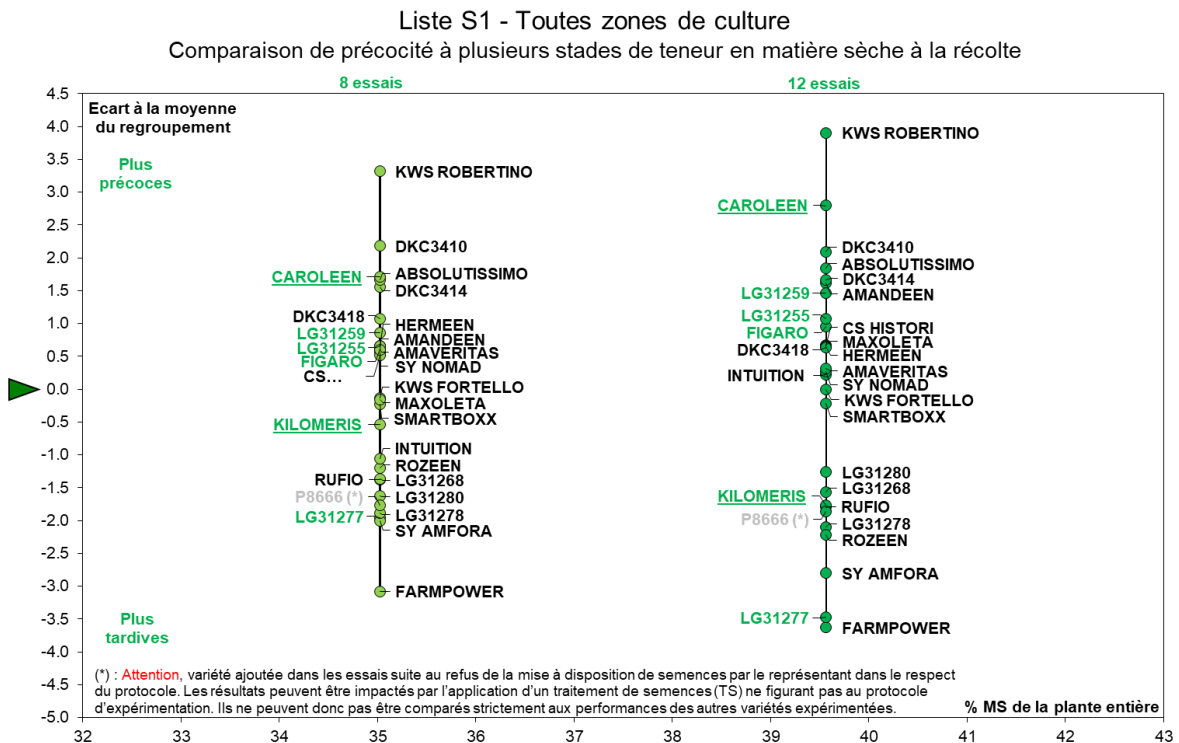 Liste S1 - Toutes zones de culture
Comparaison de précocité à plusieurs stades de teneur en matière sèche à la récolte
8 essais
12 essais
Ecart à la moyenne
du regroupement
Plus
précoces
Plus
tardives
4.5
4.0
3.5
3.0
2.5
2.0
1.5
1.0
0.5
0.0
-0.5
-1.0
-1.5
-2.0
-2.5
-3.0
-3.5
-4.0
-4.5
-5.0
KWS ROBERTINO
DKC3410
CAROLEEN
ABSOLUTISSIMO
DKC3414
DKC3418
HERMEEN
LG31259
AMANDEEN
LG31255
AMAVERITAS
FIGARO
SY NOMAD
CS...
KWS FORTELLO
MAXOLETA
SMARTBOXX
KILOMERIS
INTUITION
ROZEEN
RUFIO
LG31268
P8666 (*)
LG31280
LG31277
LG31278
SY AMFORA
FARMPOWER
KWS ROBERTINO
CAROLEEN
DKC3410
ABSOLUTISSIMO
DKC3414
LG31259
AMANDEEN
LG31255
CS HISTORI
FIGARO
MAXOLETA
DKC3418
HERMEEN
INTUITION
AMAVERITAS
SY NOMAD
KWS FORTELLO
SMARTBOXX
LG31280
LG31268
KILOMERIS
RUFIO
P8666 (*)
LG31278
ROZEEN
SY AMFORA
LG31277
FARMPOWER
(*) : Attention, variété ajoutée dans les essais suite au refus de la mise à disposition de semences par le représentant dans le respect
du protocole. Les résultats peuvent être impactés par l'application d'un traitement de semences (TS) ne figurant pas au protocole
d'expérimentation. Ils ne peuvent donc pas être comparés strictement aux performances des autres variétés expérimentées.
% MS de la plante entière
32 33 34 35 36 37 38 39 40 41 42 43